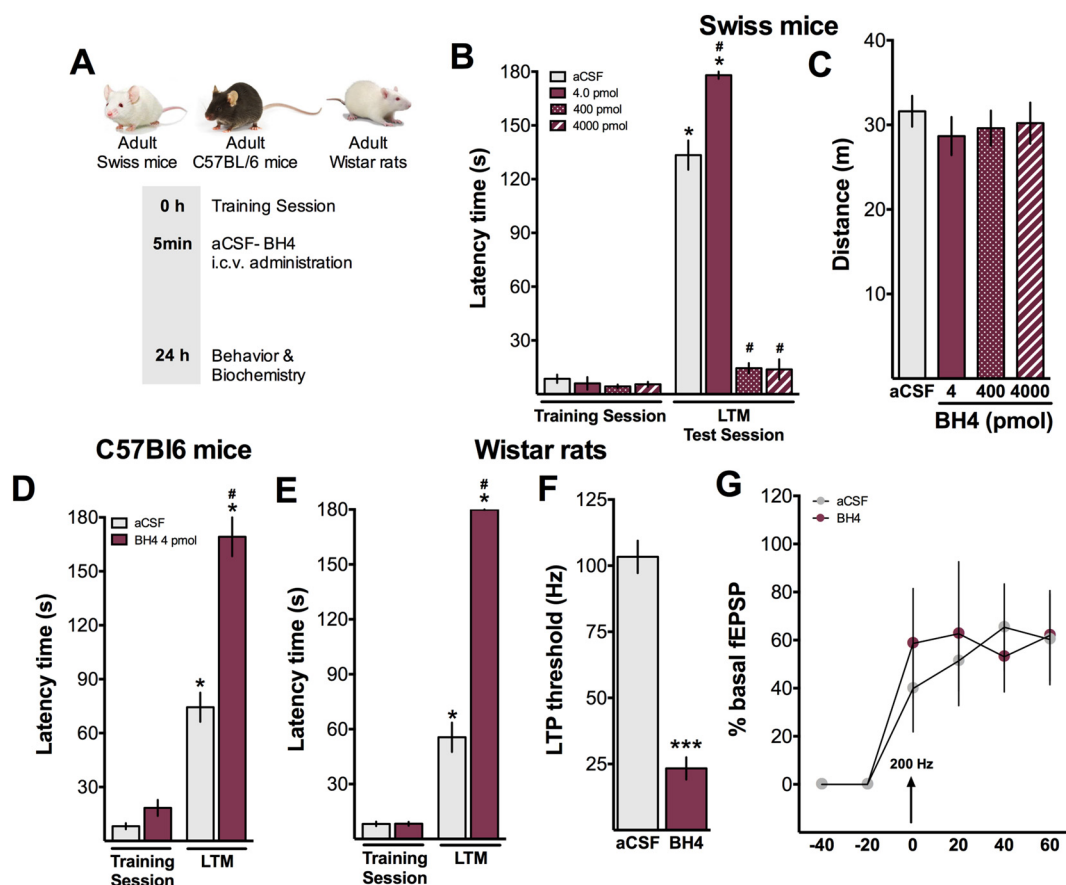 A
Adult
Swiss mice
Adult
C57BL/6 mice
Adult
Wistar rats
0 h Training Session
5min aCSF- BH4
i.c.v. administration
24 h Behavior &
Biochemistry
Swiss mice
B
Latency time (s)
180
150
120
90
60
30
aCSF
4.0 pmol
400 pmol
4000 pmol
*
#
*
#
#
Training Session
LTM
Test Session
C
Distance (m)
40
30
20
10
aCSF 4 400 4000
BH4 (pmol)
C57Bl6 mice
D
Latency time (s)
180
150
120
90
60
30
aCSF
BH4 4 pmol
*
#
*
Training
Session
LTM
Wistar rats
E
Latency time (s)
180
150
120
90
60
30
*
#
*
Training
Session
LTM
F
LTP threshold (Hz)
125
100
75
50
25
***
aCSF BH4
G
% basal fEPSP
120
100
80
60
40
20
0
aCSF
BH4
200 Hz
-40 -20 0 20 40 60